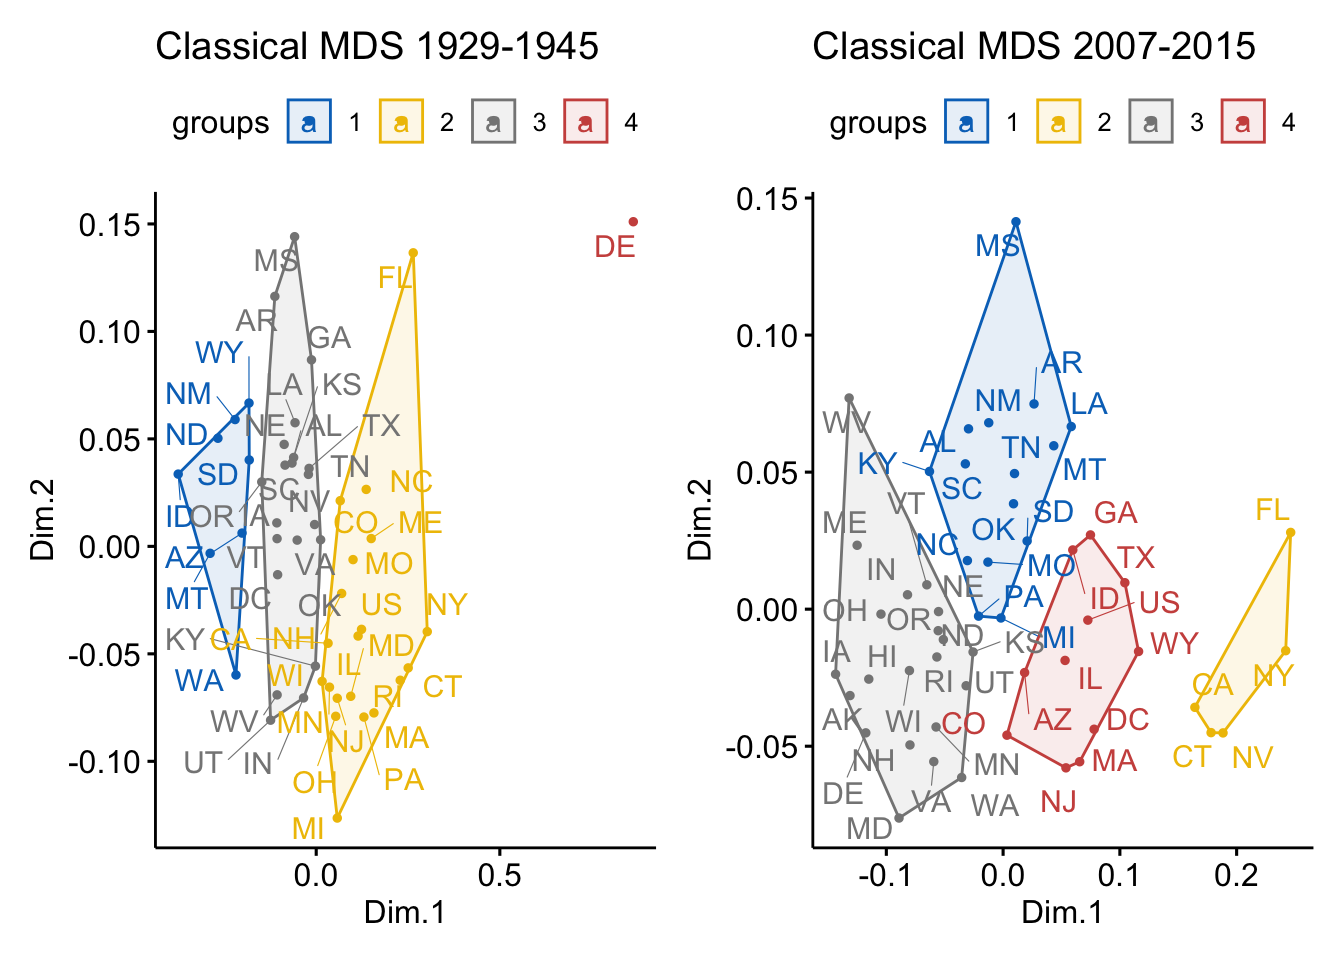 Classical MDS 1929-1945
groups a 1 a 2 a 3 a 4
0.15
0.10
0.05
0.00
-0.05
-0.10
Dim.2
DE
MS
FL
AR
GA
WY
LA
KS
NM
NE
AL
TX
ND
SD
TN
SC
NC
NV
ID
OR
A
CO
ME
AZ
VT
VA
MO
MT
DC
OK
US
NY
KY
CA
NH
MD
WI
IL
WA
RI
CT
WV
MN
NJ
MA
UT
IN
OH
PA
MI
0.0
0.5
Dim.1
Classical MDS 2007-2015
groups a 1 a 2 a 3 a 4
0.15
0.10
0.05
0.00
-0.05
Dim.2
MS
AR
NM
LA
WV
AL
TN
KY
MT
SC
VT
SD
GA
FL
ME
OK
NC
MO
TX
IN
NE
PA
ID
US
OH
OR
ND
KS
MI
WY
IA
HI
RI
UT
IL
CA
NY
AK
WI
CO
AZ
DC
NH
MN
MA
CT
NV
DE
VA
WA
NJ
MD
-0.1
0.0
0.1
0.2
Dim.1